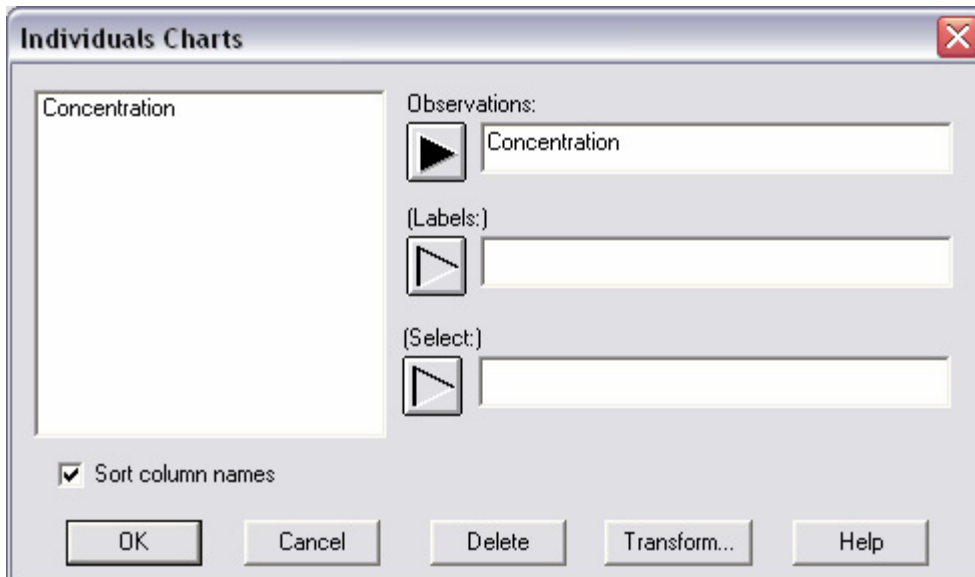 Individuals Charts
Concentration
Observations:
Concentration
(Labels:)
(Select:)
Sort column names
OK
Cancel
Delete
Transform...
Help